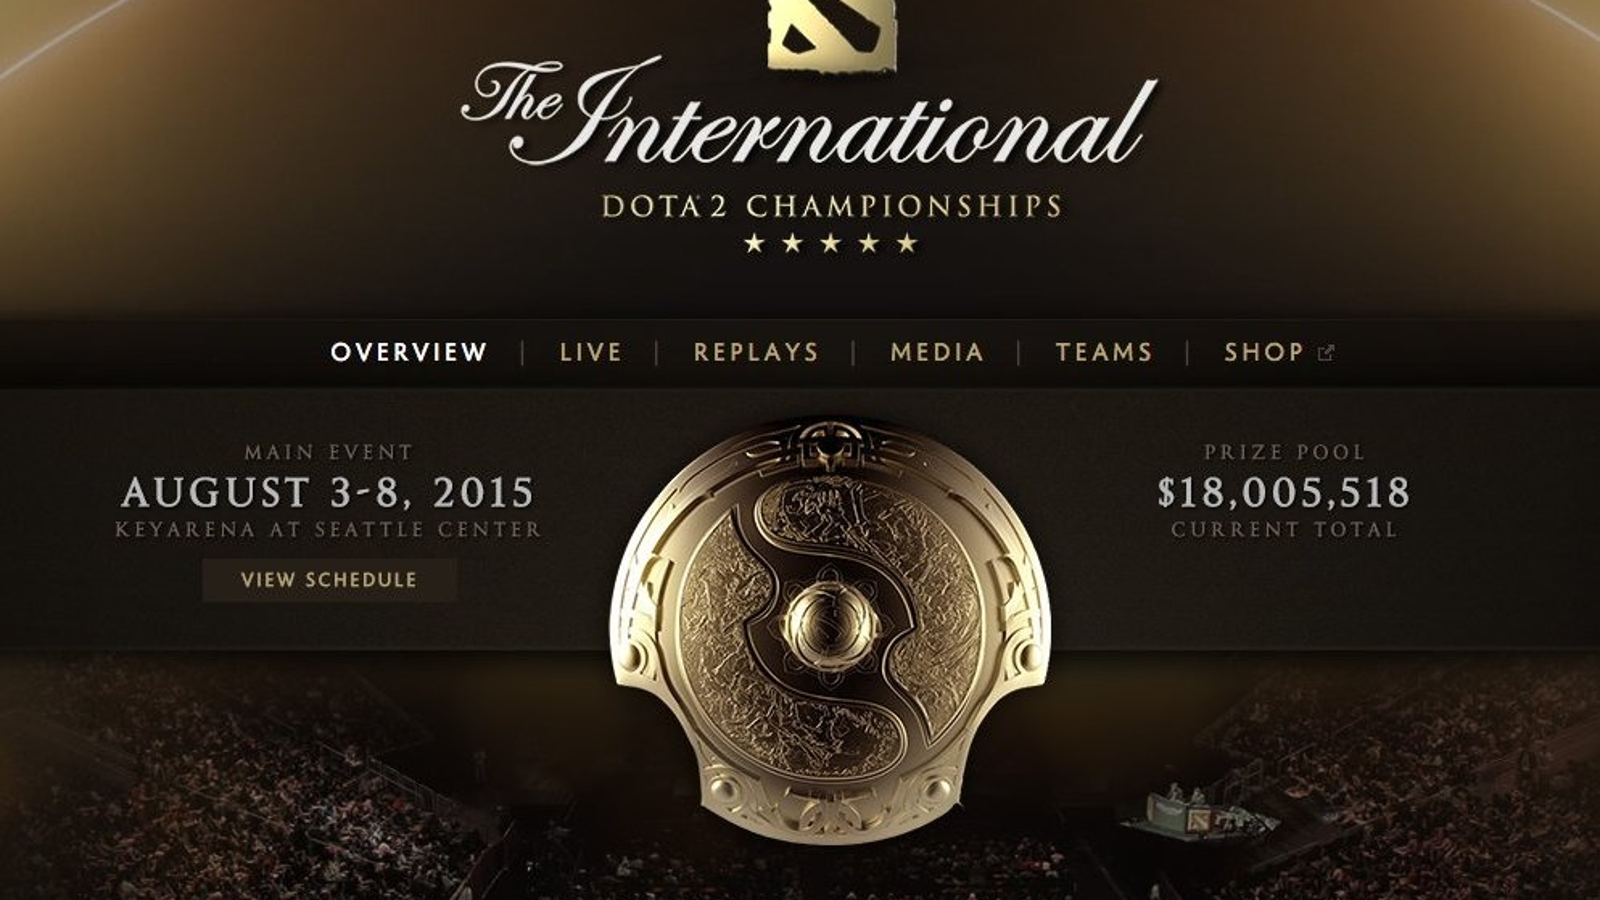 The International
DOTA 2 CHAMPIONSHIPS
OVERVIEW | LIVE | REPLAYS | MEDIA | TEAMS | SHOP
MAIN EVENT
AUGUST 3-8, 2015
KEYARENA AT SEATTLE CENTER
VIEW SCHEDULE
PRIZE POOL
$18,005,518
CURRENT TOTAL